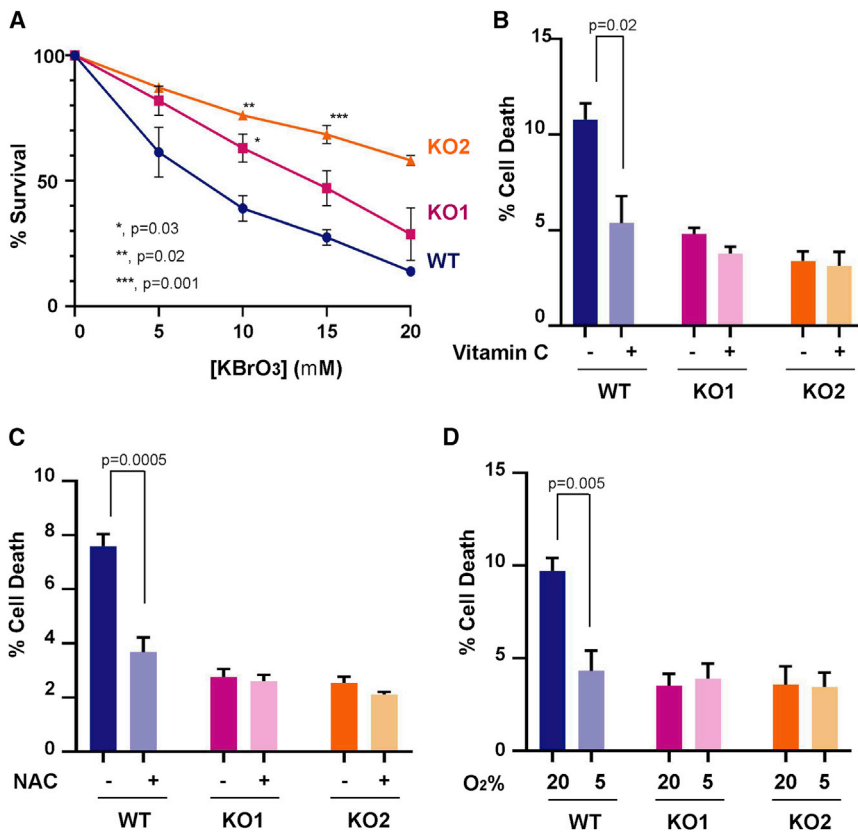 A
100
50
0
% Survival
0 5 10 15 20
[KBrO3] (mM)
** ***
*
KO2
KO1
WT
*, p=0.03
**, p=0.02
***, p=0.001
B
p=0.02
15
10
5
0
% Cell Death
Vitamin C - + - + - +
WT KO1 KO2
C
p=0.0005
10
8
6
4
2
0
% Cell Death
NAC - + - + - +
WT KO1 KO2
D
p=0.005
15
10
5
0
% Cell Death
O2% 20 5 20 5 20 5
WT KO1 KO2